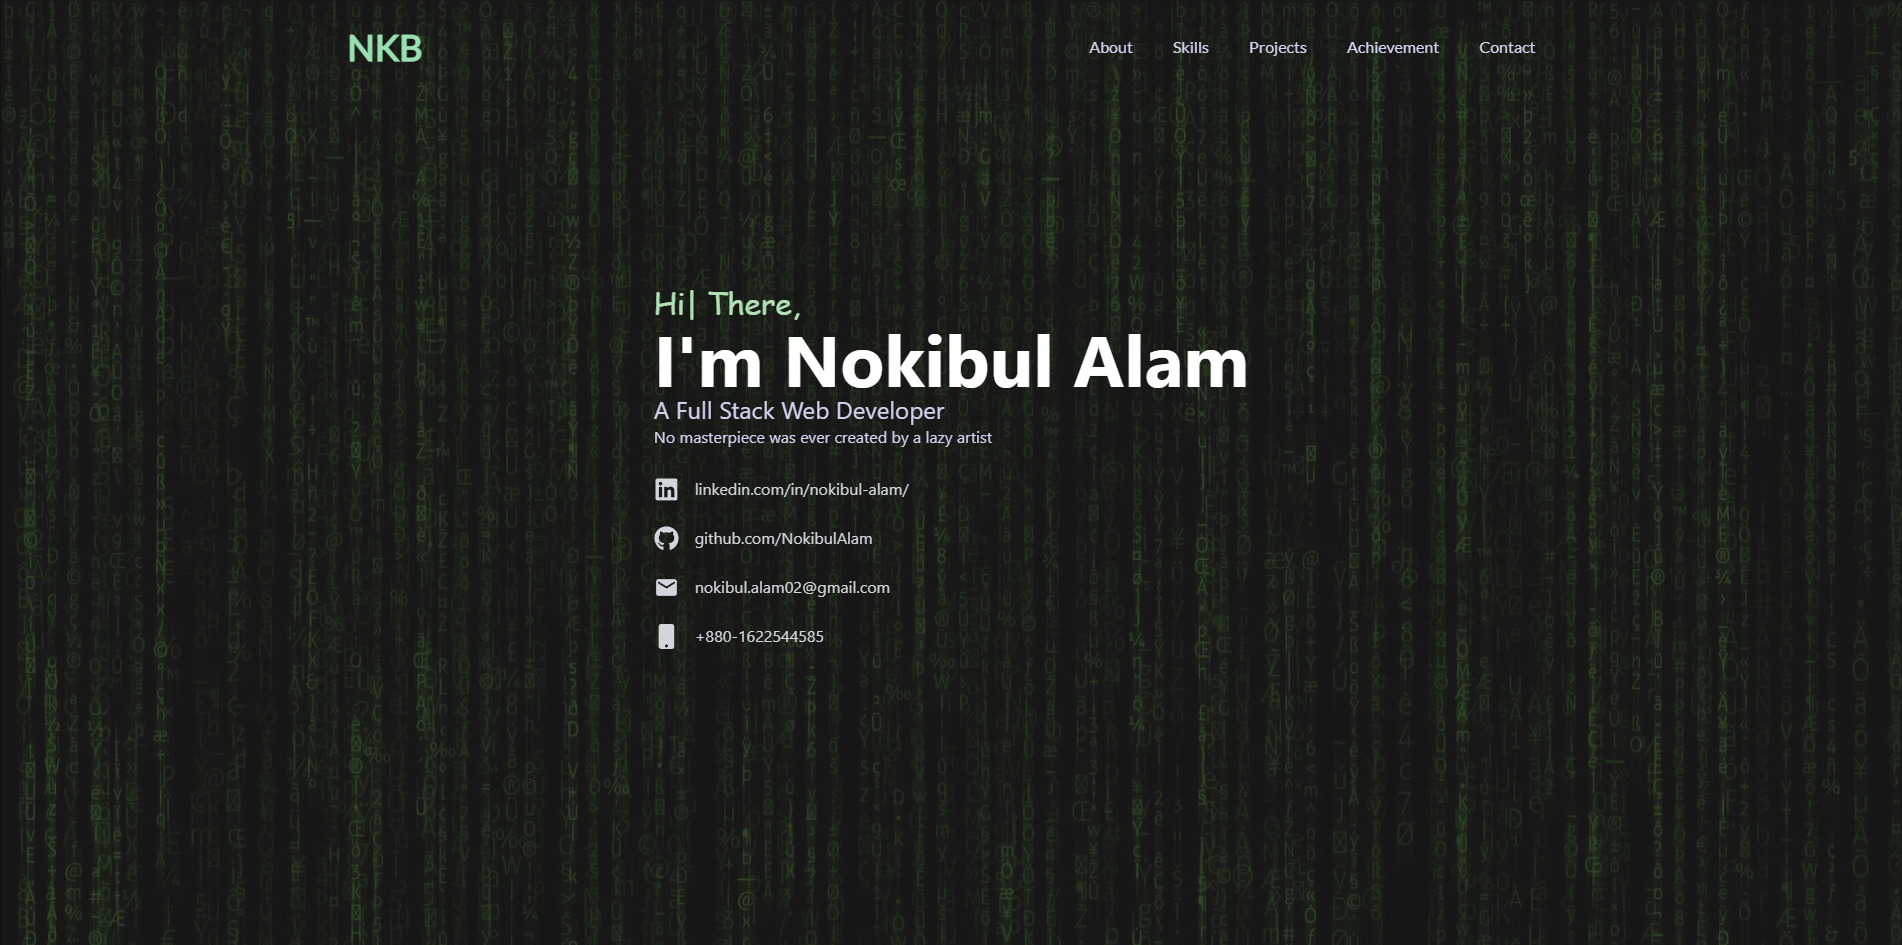 NKB
About Skills Projects Achievement Contact
Hi| There,
I'm Nokibul Alam
A Full Stack Web Developer
No masterpiece was ever created by a lazy artist
linkedin.com/in/nokibul-alam/
github.com/NokibulAlam
nokibul.alam02@gmail.com
+880-1622544585